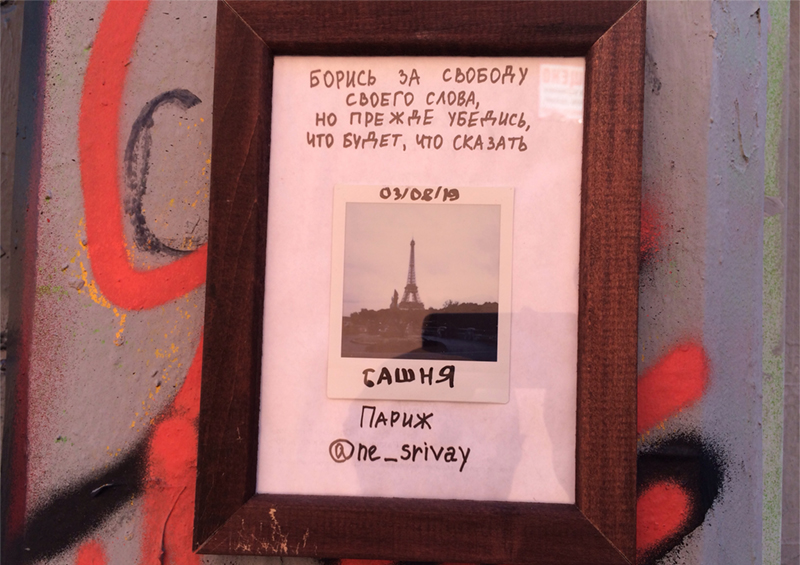 БОРИСЬ ЗА СВОБОДУ
СВОЕГО СЛОВА,
НО ПРЕЖДЕ УБЕДИСЬ,
ЧТО БУДЕТ, ЧТО СКАЗАТЬ
03/08/19
БАШНЯ
ПАРИЖ
@ne_srivay